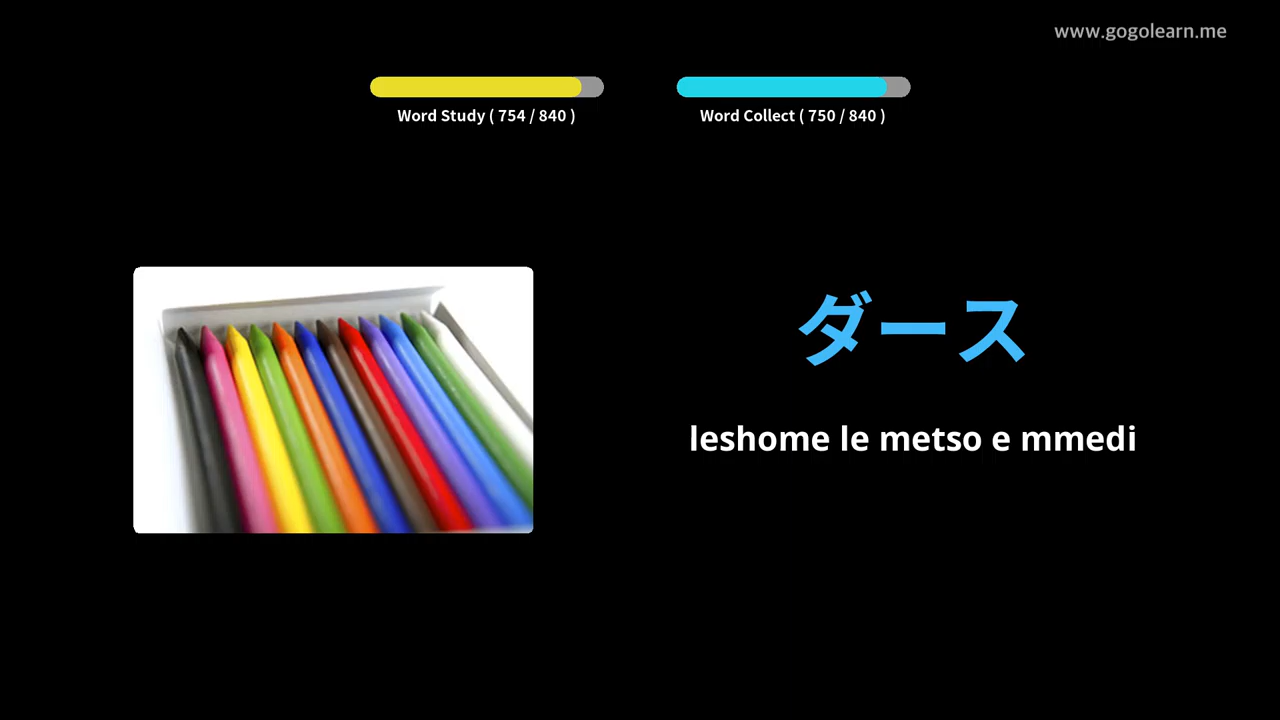 www.gogolearn.me
Word Study ( 754 / 840 )
Word Collect ( 750 / 840 )
ダース
leshome le metso e mmedi